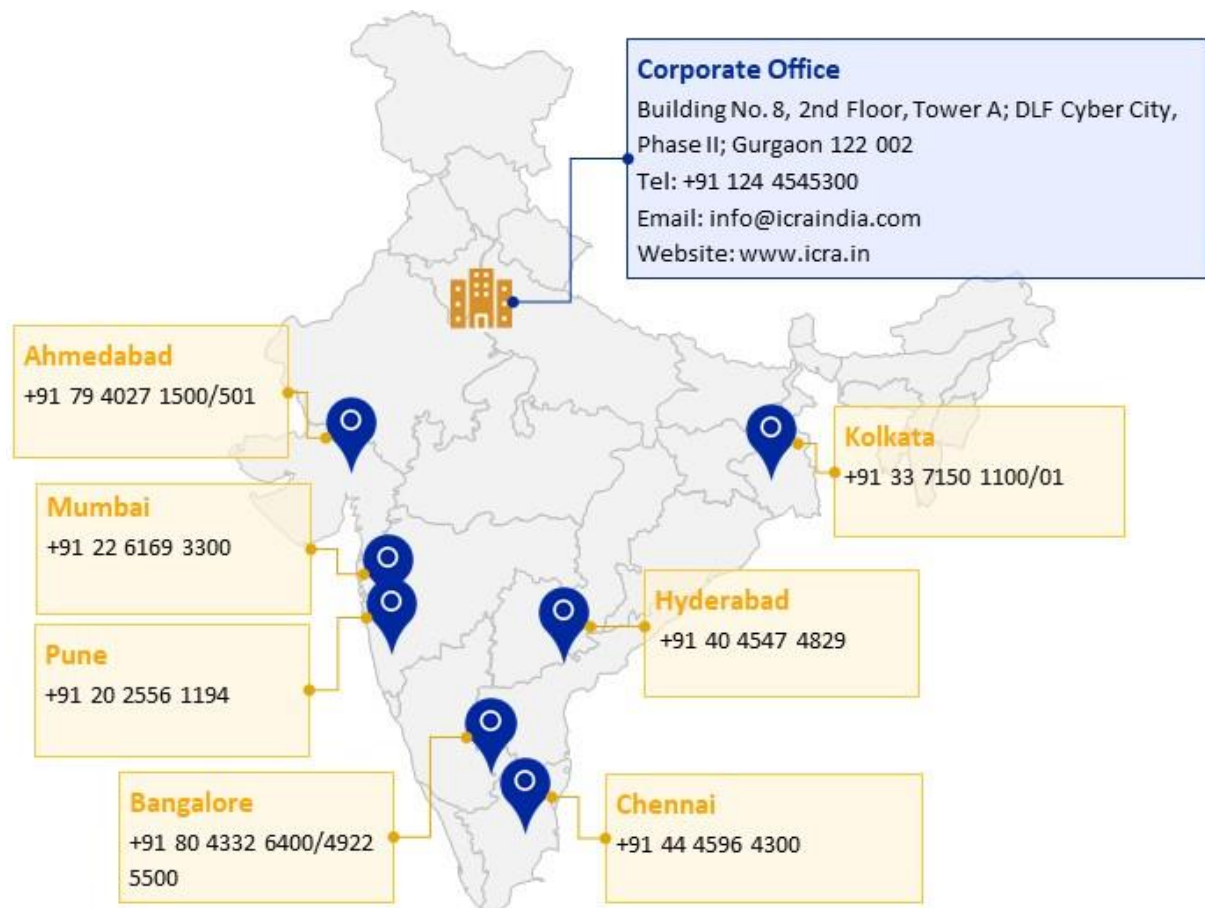 Corporate Office
Building No. 8, 2nd Floor, Tower A; DLF Cyber City,
Phase II; Gurgaon 122 002
Tel: +91 124 4545300
Email: info@icraindia.com
Website: www.icra.in
Ahmedabad
+91 79 4027 1500/501
Kolkata
+91 33 7150 1100/01
Mumbai
+91 22 6169 3300
Hyderabad
+91 40 4547 4829
Pune
+91 20 2556 1194
Bangalore
+91 80 4332 6400/4922
5500
Chennai
+91 44 4596 4300